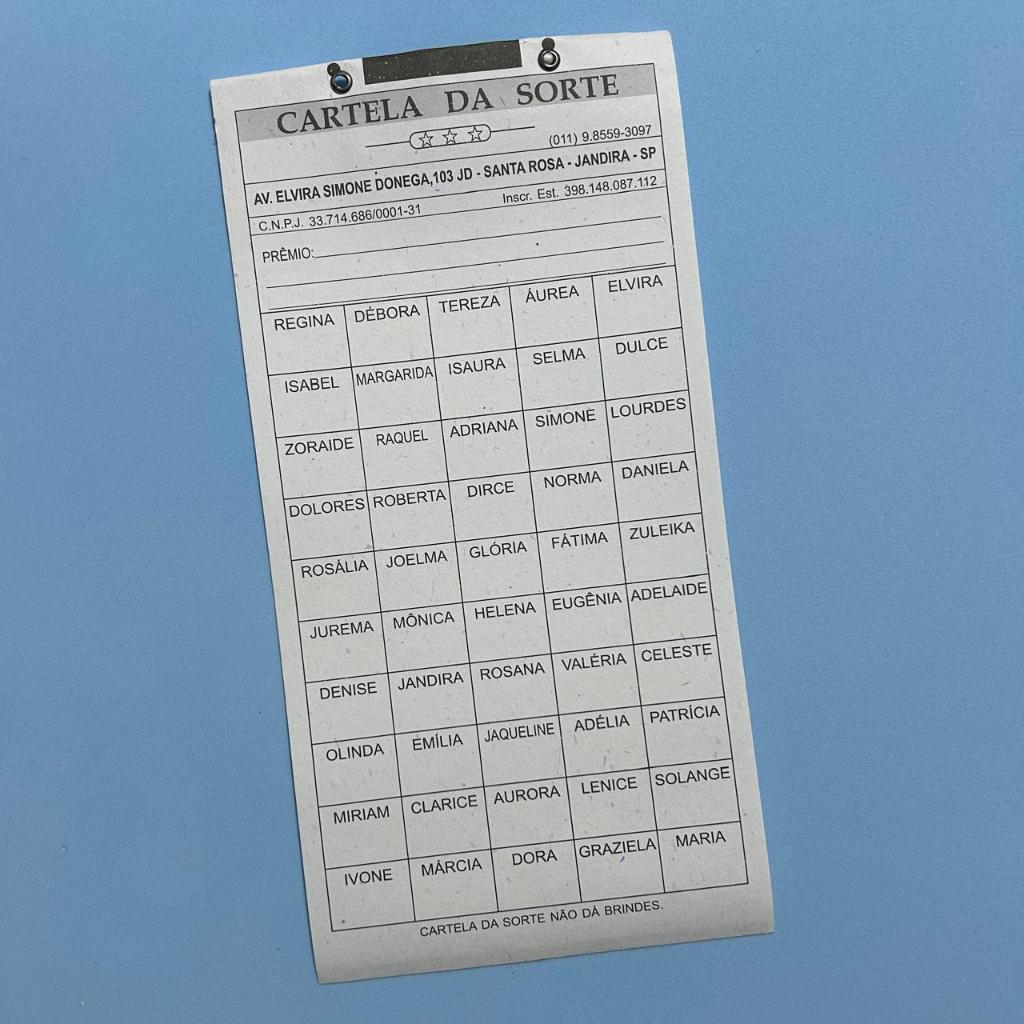 CARTELA DA SORTE
(011) 9.8559-3097
AV. ELVIRA SIMONE DONEGA,103 JD - SANTA ROSA - JANDIRA - SP
C.N.P.J. 33.714.686/0001-31 Inscr. Est. 398.148.087.112
PRÊMIO:
REGINA DÉBORA TEREZA ÁUREA ELVIRA
ISABEL MARGARIDA ISAURA SELMA DULCE
ZORAIDE RAQUEL ADRIANA SIMONE LOURDES
DOLORES ROBERTA DIRCE NORMA DANIELA
ROSÁLIA JOELMA GLÓRIA FÁTIMA ZULEIKA
JUREMA MÔNICA HELENA EUGÊNIA ADELAIDE
DENISE JANDIRA ROSANA VALÉRIA CELESTE
OLINDA EMÍLIA JAQUELINE ADÉLIA PATRÍCIA
MIRIAM CLARICE AURORA LENICE SOLANGE
IVONE MÁRCIA DORA GRAZIELA MARIA
CARTELA DA SORTE NÃO DÁ BRINDES.